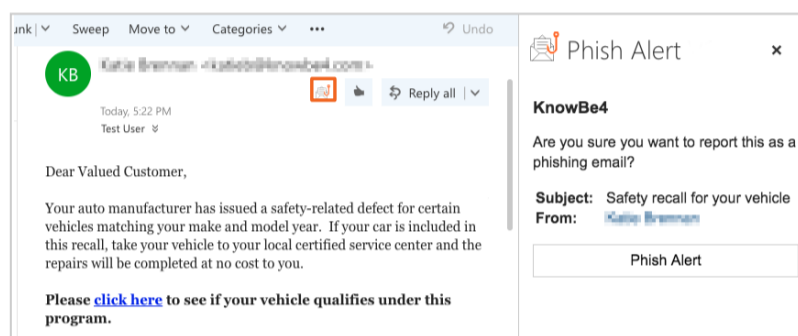 unk | Sweep Move to Categories ••• Undo
KB
Reply all
Today, 5:22 PM
Test User
Dear Valued Customer,
Your auto manufacturer has issued a safety-related defect for certain
vehicles matching your make and model year. If your car is included in
this recall, take your vehicle to your local certified service center and the
repairs will be completed at no cost to you.
Please click here to see if your vehicle qualifies under this
program.
Phish Alert ×
KnowBe4
Are you sure you want to report this as a
phishing email?
Subject: Safety recall for your vehicle
From:
Phish Alert